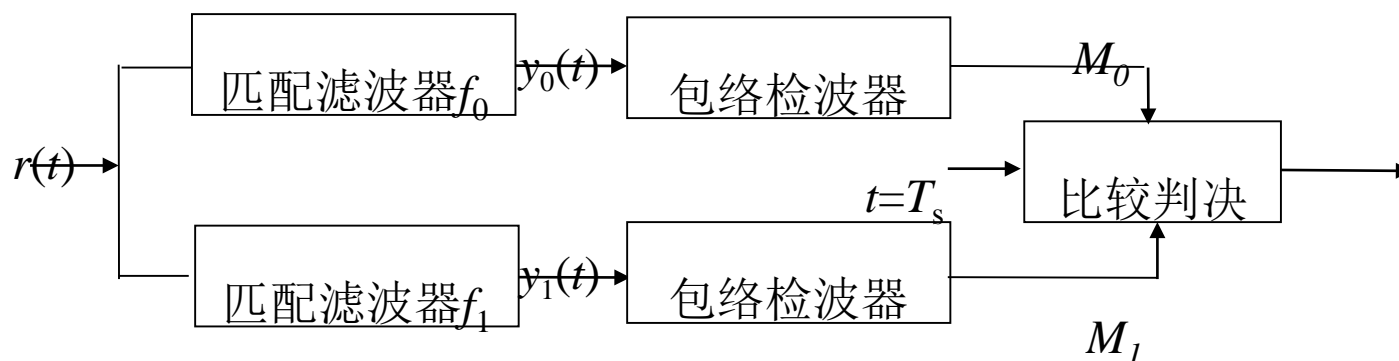 匹配滤波器f₀
y₀(t)
包络检波器
M₀
r(t)
t=Tₛ
比较判决
匹配滤波器f₁
y₁(t)
包络检波器
M₁